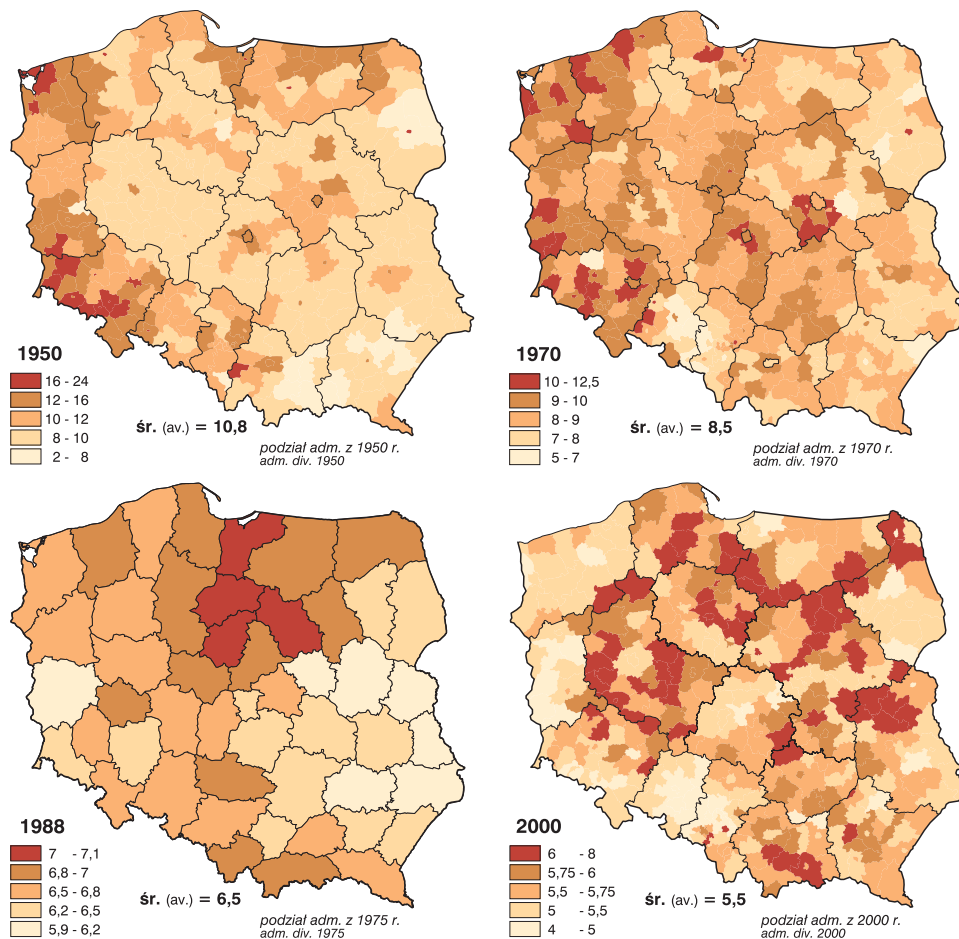 1950
16 - 24
12 - 16
10 - 12
8 - 10
2 - 8
śr. (av.) = 10,8
podział adm. z 1950 r.
adm. div. 1950
1970
10 - 12,5
9 - 10
8 - 9
7 - 8
5 - 7
śr. (av.) = 8,5
podział adm. z 1970 r.
adm. div. 1970
1988
7 - 7,1
6,8 - 7
6,5 - 6,8
6,2 - 6,5
5,9 - 6,2
śr. (av.) = 6,5
podział adm. z 1975 r.
adm. div. 1975
2000
6 - 8
5,75 - 6
5,5 - 5,75
5 - 5,5
4 - 5
śr. (av.) = 5,5
podział adm. z 2000 r.
adm. div. 2000